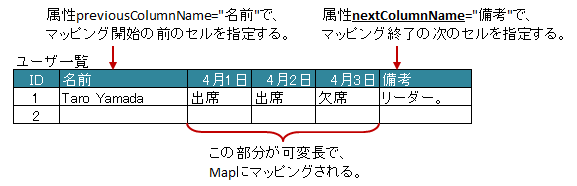 属性previousColumnName="名前"で、
マッピング開始の前のセルを指定する。
属性nextColumnName="備考"で、
マッピング終了の次のセルを指定する。
ユーザ一覧
ID 名前 4月1日 4月2日 4月3日 備考
1 Taro Yamada 出席 出席 欠席 リーダー。
2
この部分が可変長で、
Mapにマッピングされる。